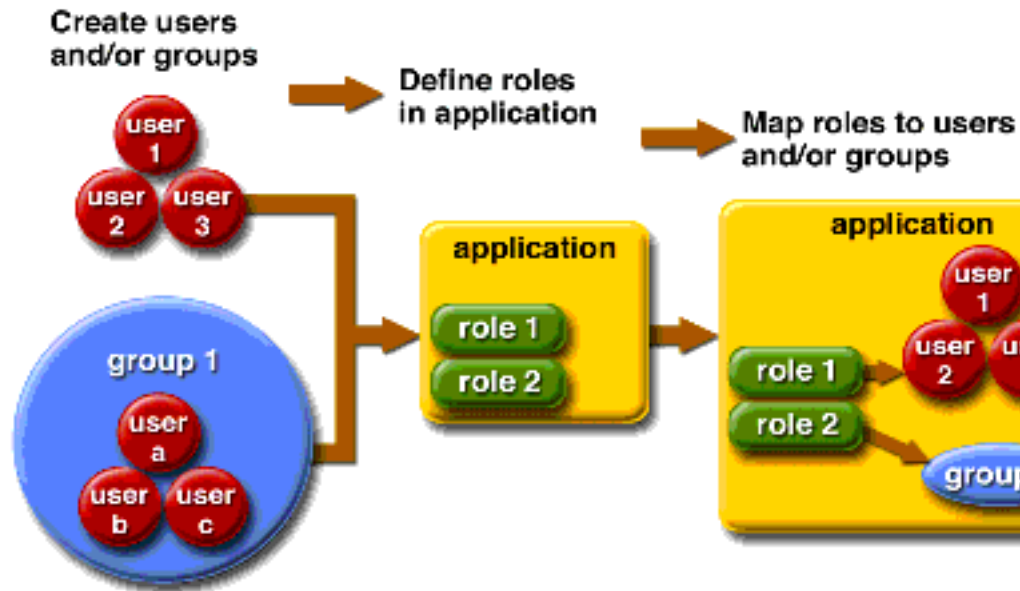 Create users
and/or groups
Define roles
in application
Map roles to users
and/or groups
user
1
user
2
user
3
group 1
user
a
user
b
user
c
application
role 1
role 2
application
user
1
user
2
role 1
role 2